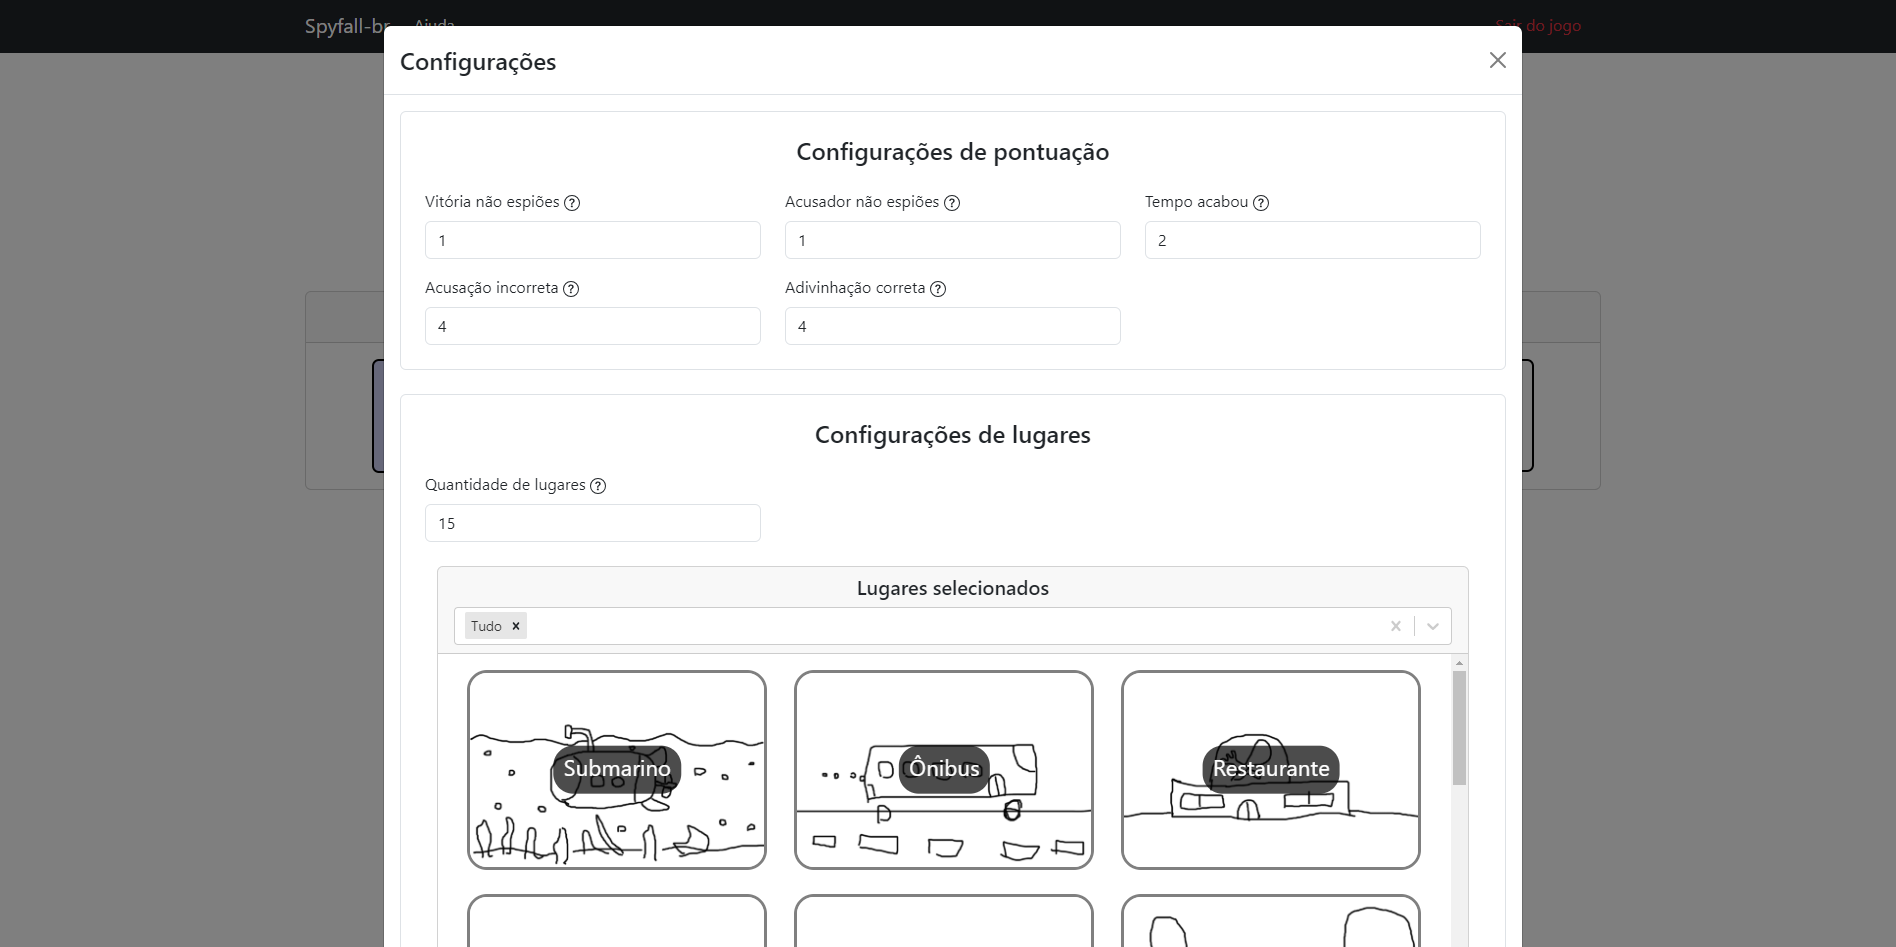 Spyfall-br Ajuda Sair do jogo
Configurações
Configurações de pontuação
Vitória não espiões ? Acusador não espiões ? Tempo acabou ?
1 1 2
Acusação incorreta ? Adivinhação correta ?
4 4
Configurações de lugares
Quantidade de lugares ?
15
Lugares selecionados
Tudo
Submarino Ônibus Restaurante